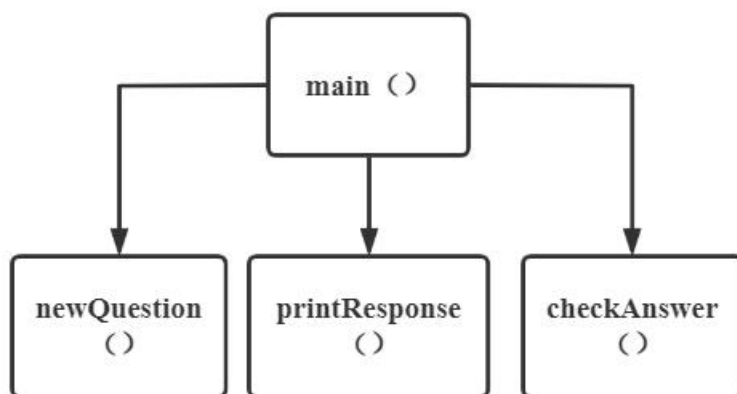 main（）
newQuestion
（）
printResponse
（）
checkAnswer
（）